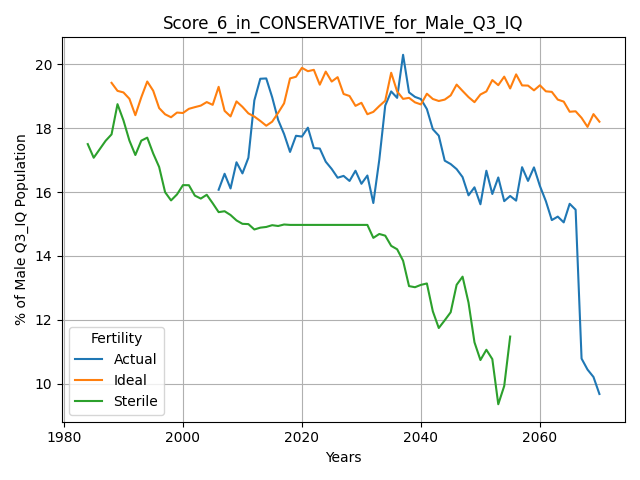 Score_6_in_CONSERVATIVE_for_Male_Q3_IQ
% of Male Q3_IQ Population
20
18
16
14
12
10
Fertility
Actual
Ideal
Sterile
1980
2000
2020
2040
2060
Years